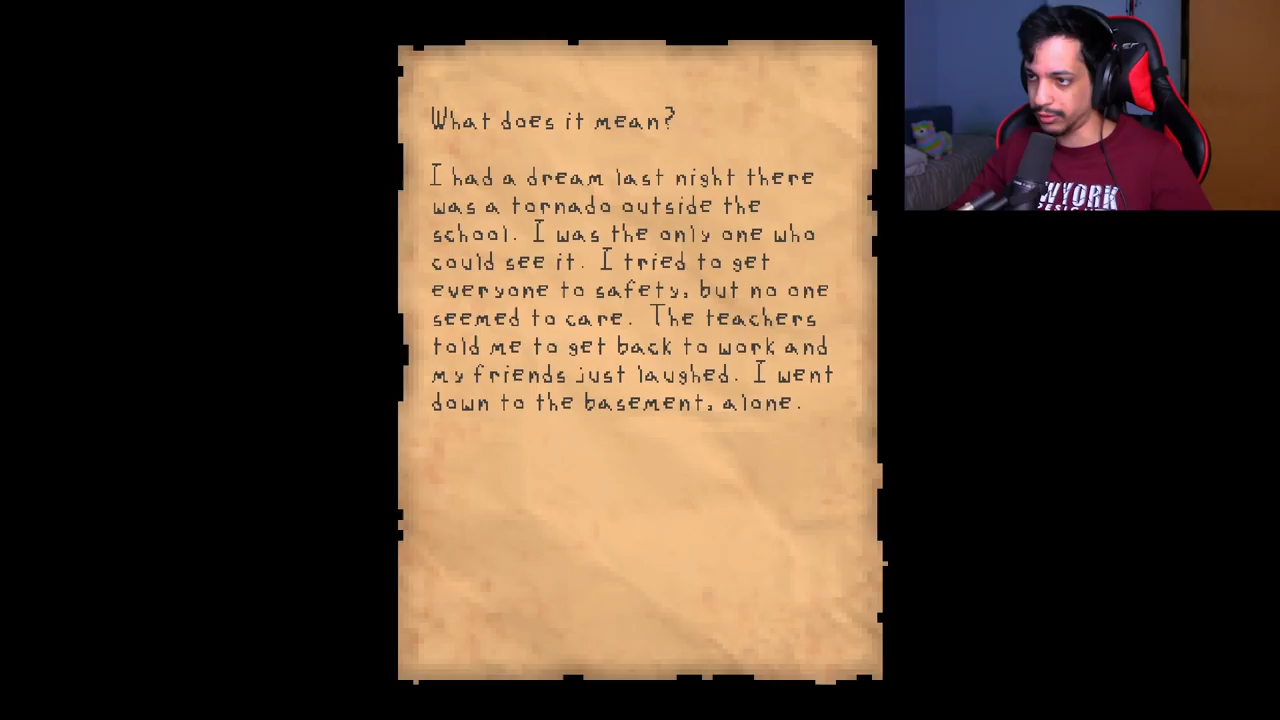 What does it mean?
I had a dream last night there
was a tornado outside the
school. I was the only one who
could see it. I tried to get
everyone to safety, but no one
seemed to care. The teachers
told me to get back to work and
my friends just laughed. I went
down to the basement, alone.